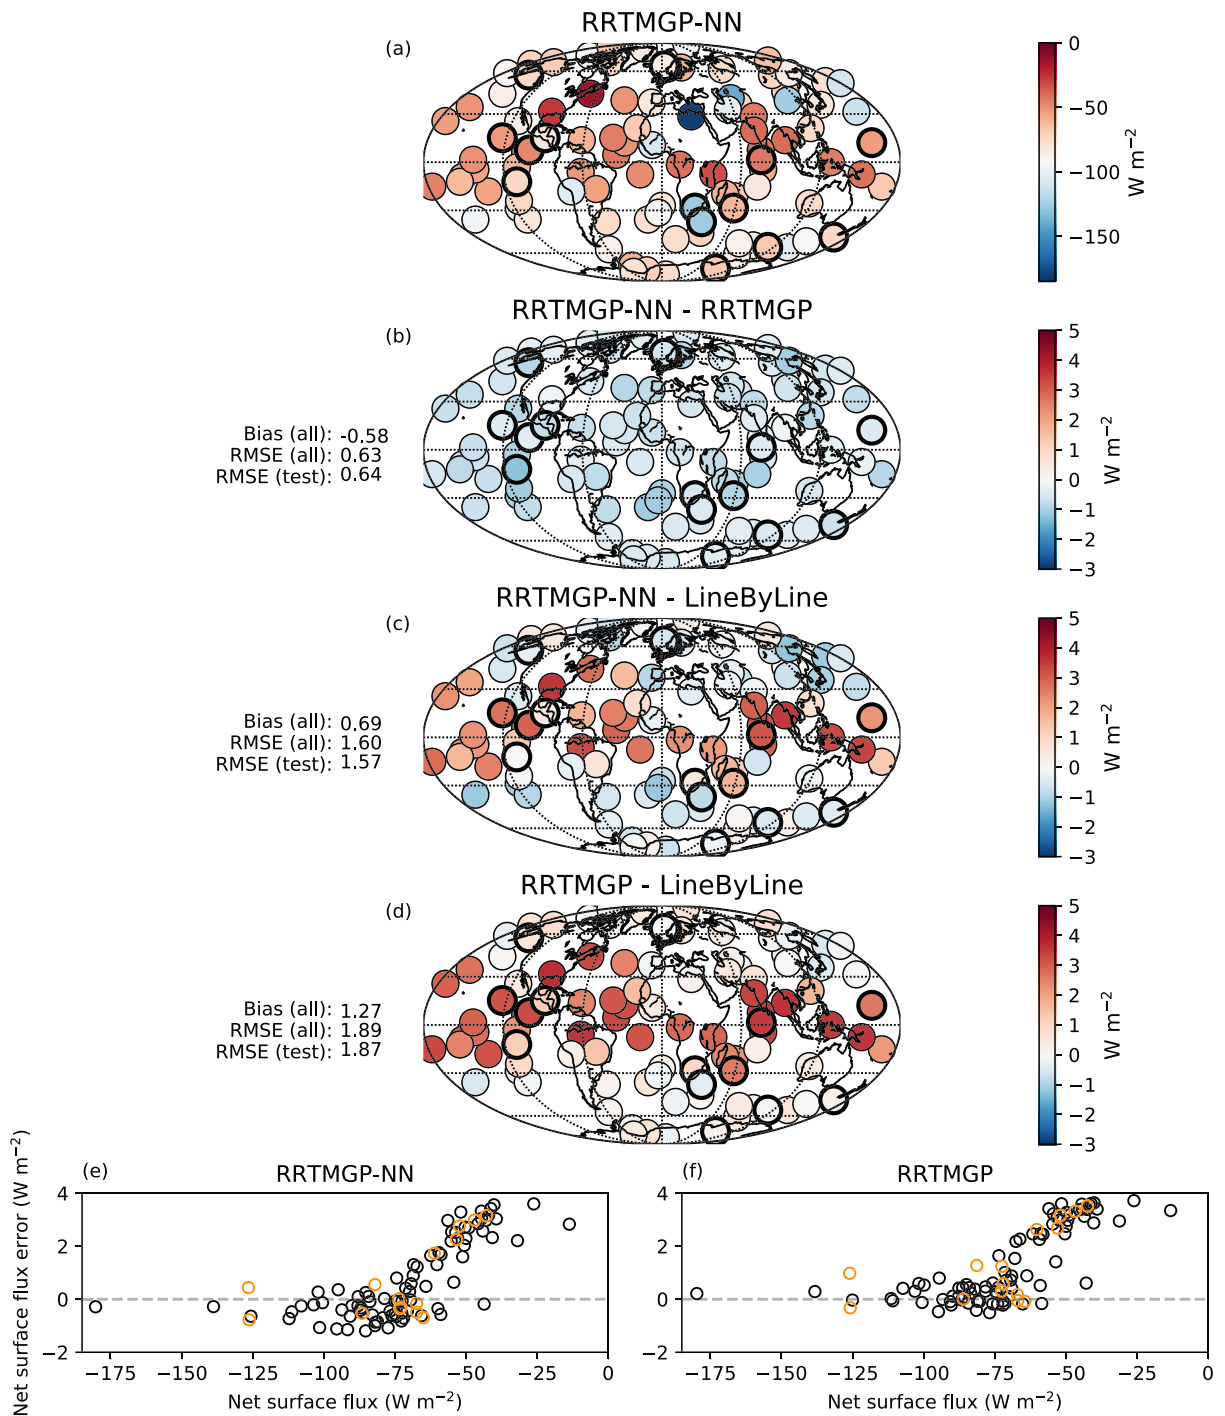 RRTMGP-NN
(a)
0
−50
−100
−150
W m−2
RRTMGP-NN - RRTMGP
(b)
Bias (all): -0.58
RMSE (all): 0.63
RMSE (test): 0.64
5
4
3
2
1
0
−1
−2
−3
W m−2
RRTMGP-NN - LineByLine
(c)
Bias (all): 0.69
RMSE (all): 1.60
RMSE (test): 1.57
5
4
3
2
1
0
−1
−2
−3
W m−2
RRTMGP - LineByLine
(d)
Bias (all): 1.27
RMSE (all): 1.89
RMSE (test): 1.87
5
4
3
2
1
0
−1
−2
−3
W m−2
(e) RRTMGP-NN
Net surface flux error (W m−2)
4
2
0
−2
−175 −150 −125 −100 −75 −50 −25 0
Net surface flux (W m−2)
(f) RRTMGP
4
2
0
−2
−175 −150 −125 −100 −75 −50 −25 0
Net surface flux (W m−2)